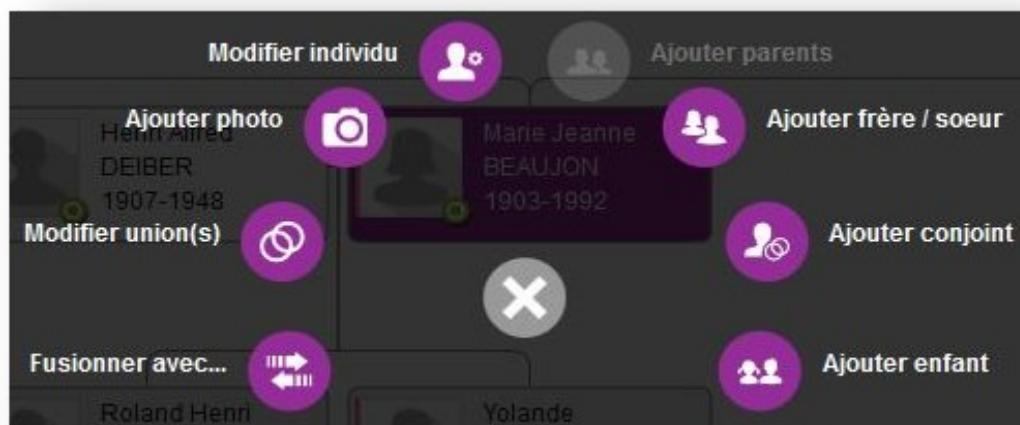 Modifier individu
Ajouter parents
Ajouter photo
Ajouter frère / soeur
Henri Alfred
DEIBER
1907-1948
Marie Jeanne
BEAUJON
1903-1992
Modifier union(s)
Ajouter conjoint
Fusionner avec...
Ajouter enfant
Roland Henri
Yolande